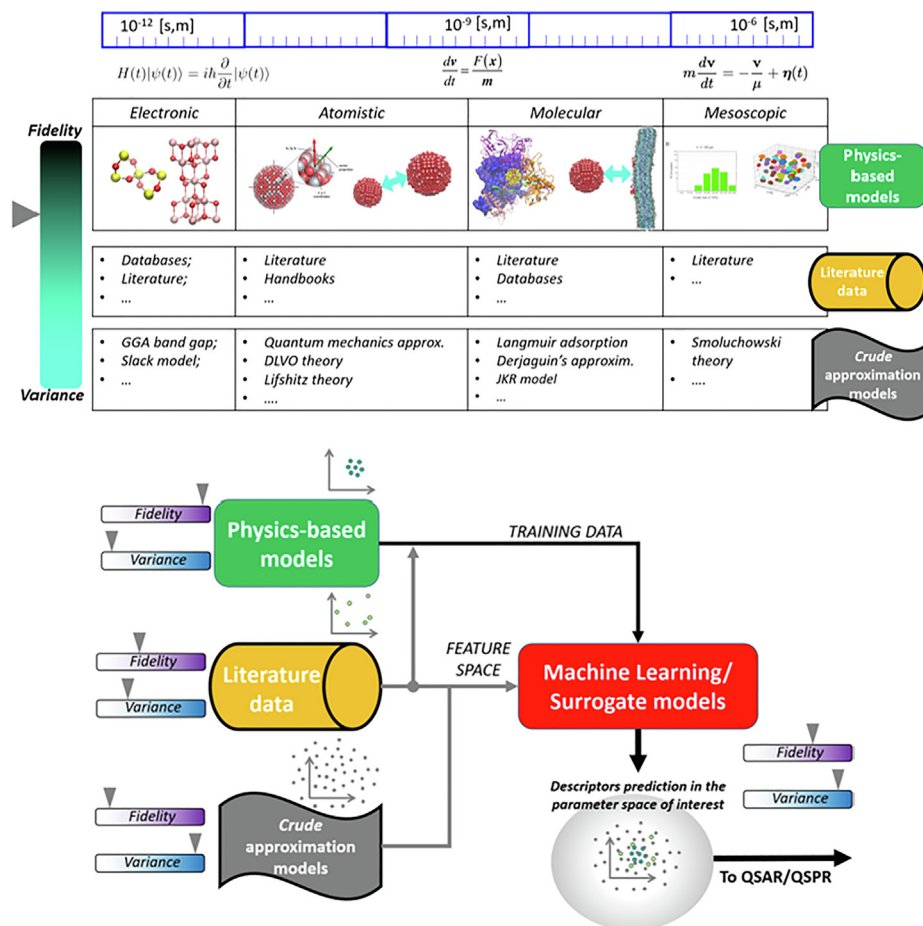 10⁻¹² [s,m]
10⁻⁹ [s,m]
10⁻⁶ [s,m]
H(t)|ψ(t)⟩ = iħ ∂/∂t |ψ(t)⟩
dv/dt = F(x)/m
m dv/dt = −v/μ + η(t)
Electronic
Atomistic
Molecular
Mesoscopic
Fidelity
Physics-
based
models
• Databases;
• Literature;
• ...
• Literature
• Handbooks
• ...
• Literature
• Databases
• ...
• Literature
• ...
Literature
data
• GGA band gap;
• Slack model;
• ...
• Quantum mechanics approx.
• DLVO theory
• Lifshitz theory
• ....
• Langmuir adsorption
• Derjaguin's approxim.
• JKR model
• ...
• Smoluchowski
theory
• ....
Crude
approximation
models
Variance
Fidelity
Variance
Physics-based
models
TRAINING DATA
Fidelity
Variance
Literature
data
FEATURE
SPACE
Machine Learning/
Surrogate models
Fidelity
Variance
Crude
approximation
models
Descriptors prediction in the
parameter space of interest
Fidelity
Variance
To QSAR/QSPR